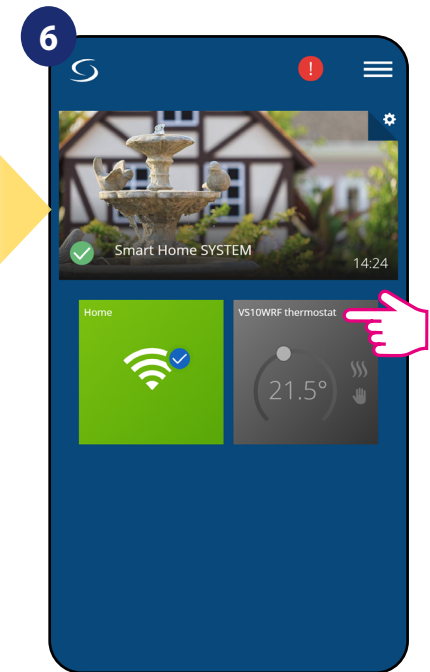 6
!
Smart Home SYSTEM
14:24
Home
VS10WRF thermostat
21.5°